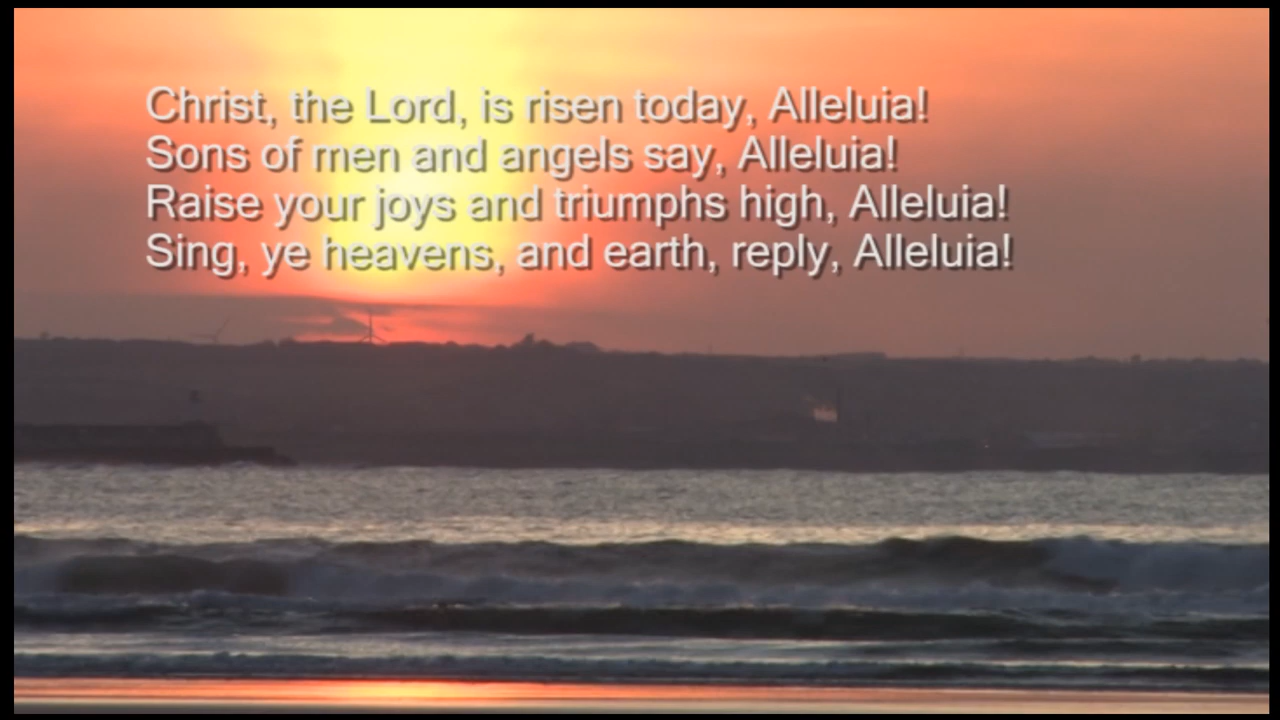 Christ, the Lord, is risen today, Alleluia!
Sons of men and angels say, Alleluia!
Raise your joys and triumphs high, Alleluia!
Sing, ye heavens, and earth, reply, Alleluia!